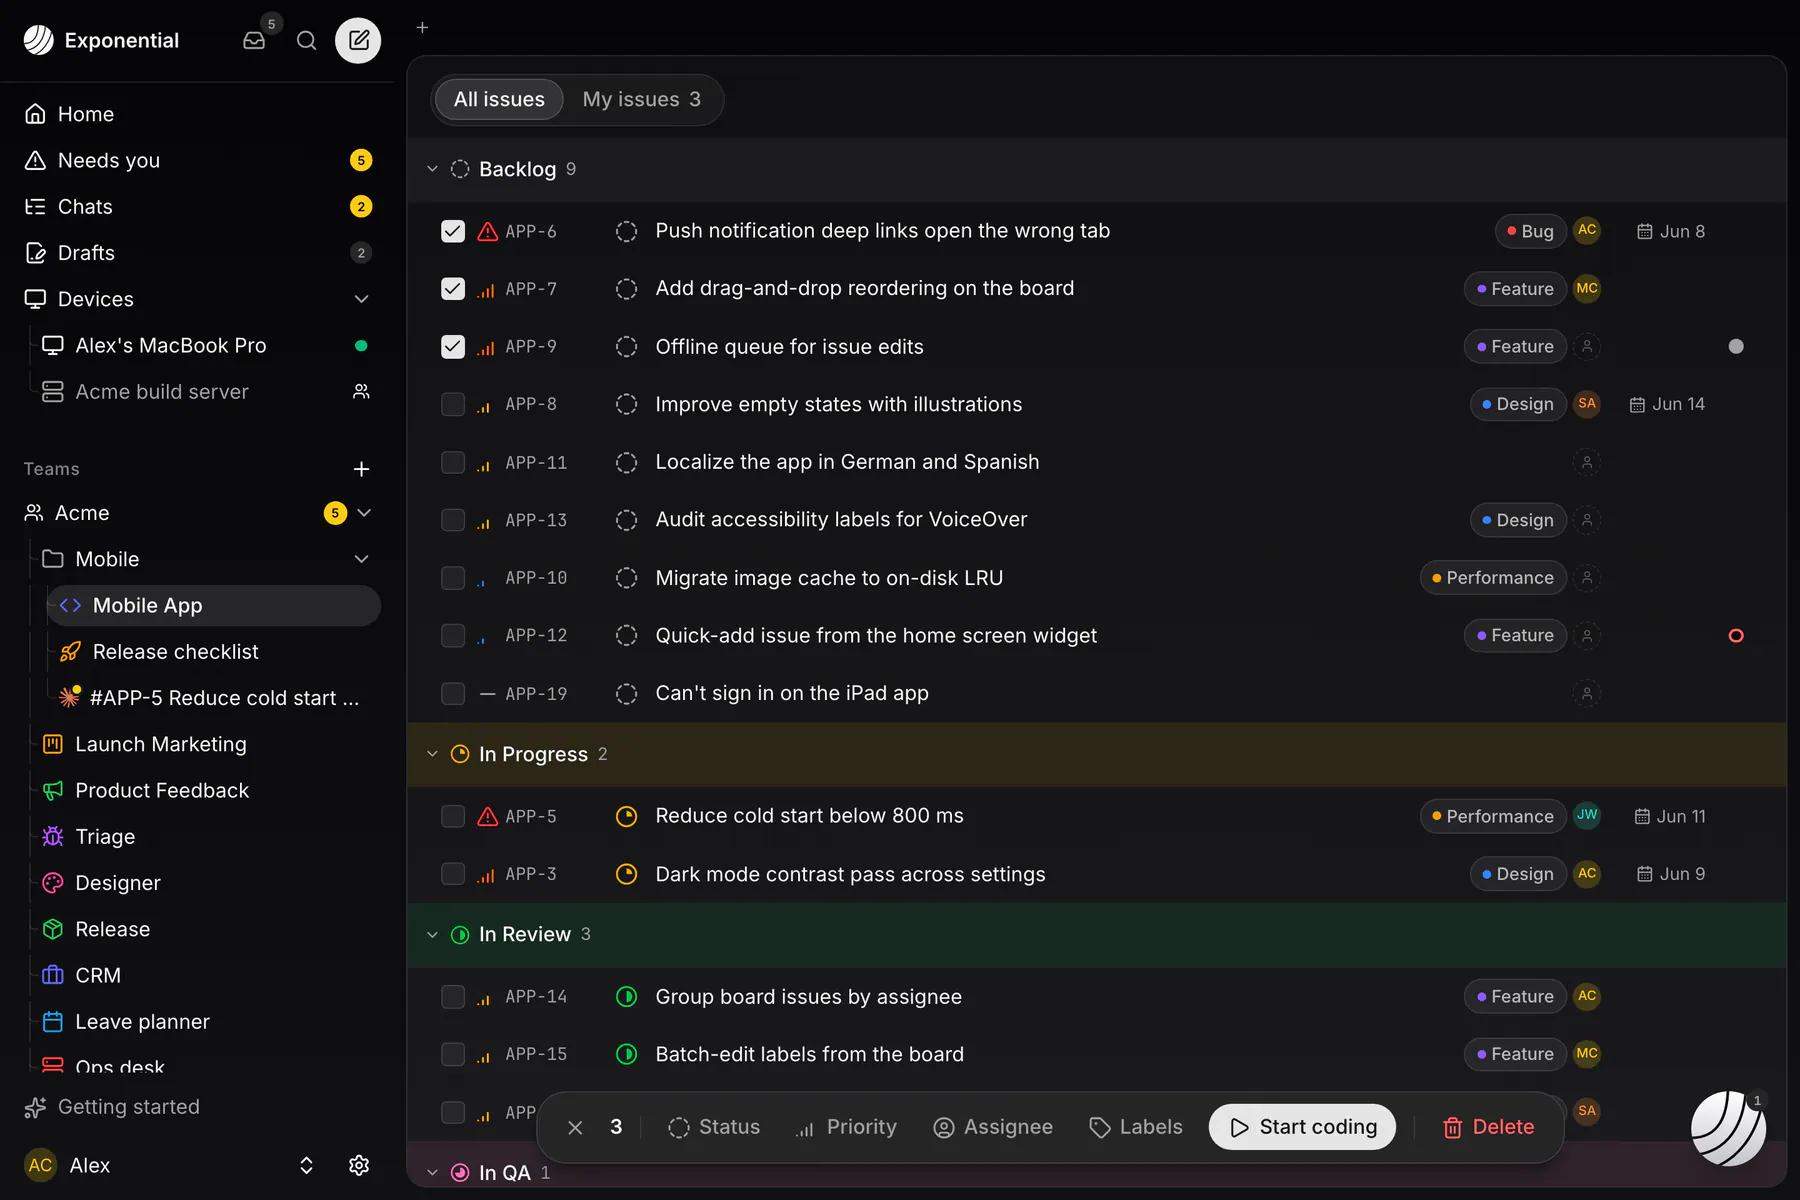 Exponential
5
Home
Needs you 5
Chats 2
Drafts 2
Devices
Alex's MacBook Pro
Acme build server
Teams
Acme 5
Mobile
Mobile App
Release checklist
#APP-5 Reduce cold start ...
Launch Marketing
Product Feedback
Triage
Designer
Release
CRM
Leave planner
Ops desk
Getting started
AC Alex
All issues My issues 3
Backlog 9
APP-6 Push notification deep links open the wrong tab Bug AC Jun 8
APP-7 Add drag-and-drop reordering on the board Feature MC
APP-9 Offline queue for issue edits Feature
APP-8 Improve empty states with illustrations Design SA Jun 14
APP-11 Localize the app in German and Spanish
APP-13 Audit accessibility labels for VoiceOver Design
APP-10 Migrate image cache to on-disk LRU Performance
APP-12 Quick-add issue from the home screen widget Feature
APP-19 Can't sign in on the iPad app
In Progress 2
APP-5 Reduce cold start below 800 ms Performance JW Jun 11
APP-3 Dark mode contrast pass across settings Design AC Jun 9
In Review 3
APP-14 Group board issues by assignee Feature AC
APP-15 Batch-edit labels from the board Feature MC
APP SA
3 Status Priority Assignee Labels Start coding Delete
1
In QA 1